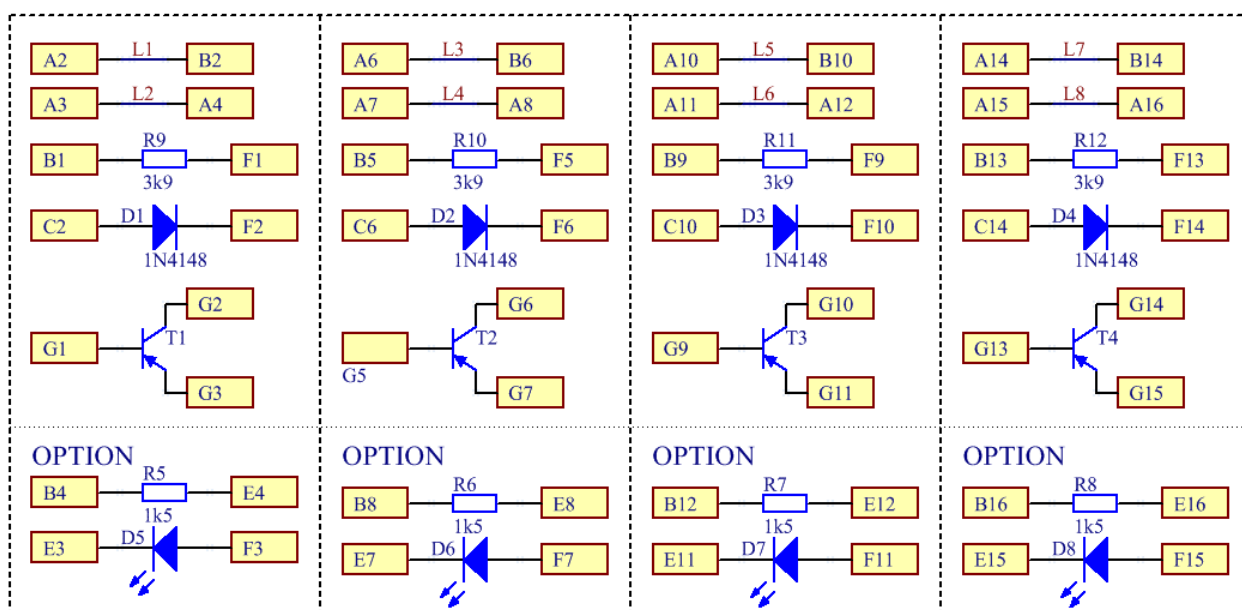 L1 L3 L5 L7
A2 B2 A6 B6 A10 B10 A14 B14
L2 L4 L6 L8
A3 A4 A7 A8 A11 A12 A15 A16
R9 R10 R11 R12
B1 F1 B5 F5 B9 F9 B13 F13
3k9 3k9 3k9 3k9
D1 D2 D3 D4
C2 F2 C6 F6 C10 F10 C14 F14
1N4148 1N4148 1N4148 1N4148
G2 G6 G10 G14
T1 T2 T3 T4
G1 G9 G13
G5
G3 G7 G11 G15
OPTION OPTION OPTION OPTION
R5 R6 R7 R8
B4 E4 B8 E8 B12 E12 B16 E16
1k5 1k5 1k5 1k5
D5 D6 D7 D8
E3 F3 E7 F7 E11 F11 E15 F15